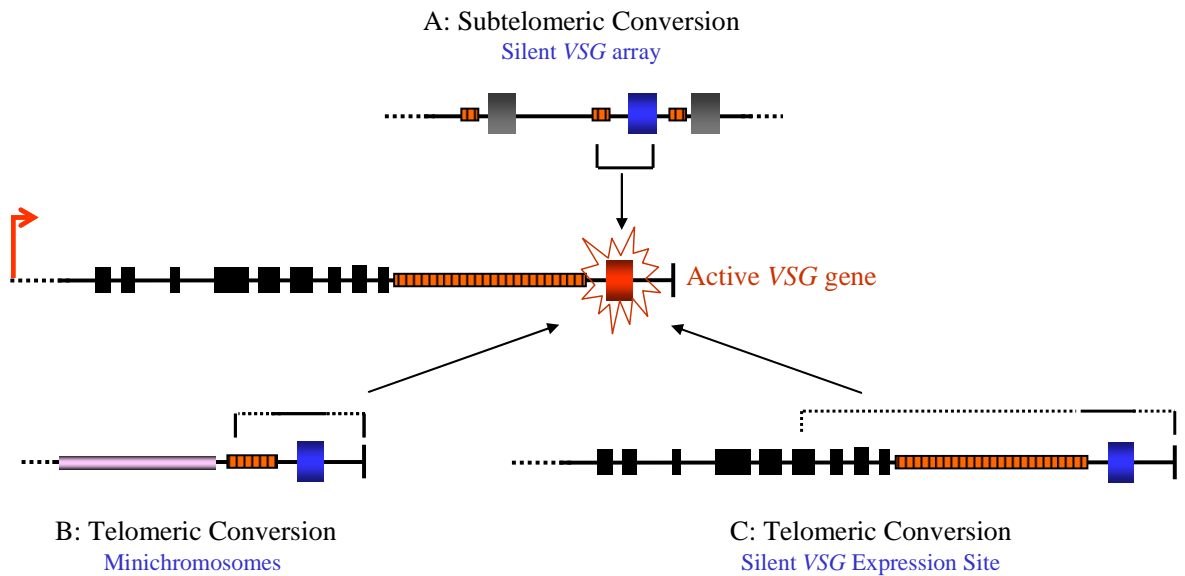 A: Subtelomeric Conversion
Silent VSG array
Active VSG gene
B: Telomeric Conversion
Minichromosomes
C: Telomeric Conversion
Silent VSG Expression Site